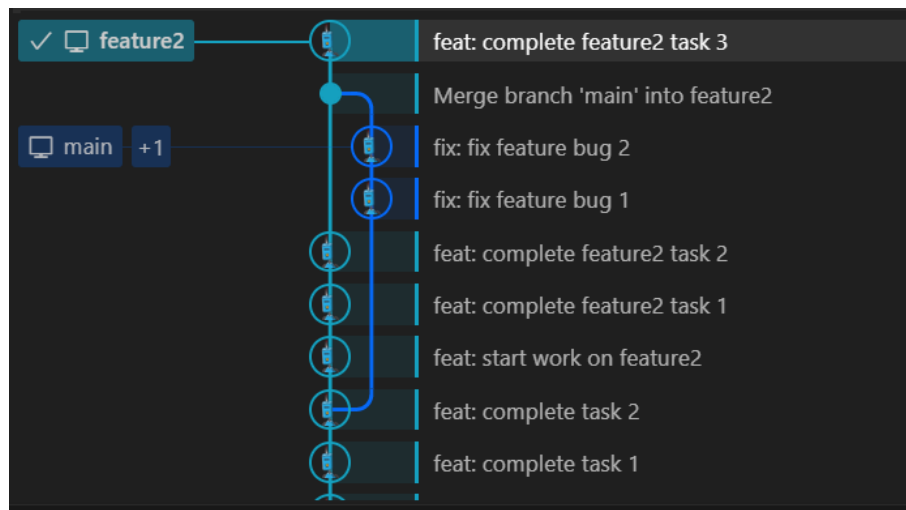 feature2 feat: complete feature2 task 3
Merge branch 'main' into feature2
main +1 fix: fix feature bug 2
fix: fix feature bug 1
feat: complete feature2 task 2
feat: complete feature2 task 1
feat: start work on feature2
feat: complete task 2
feat: complete task 1